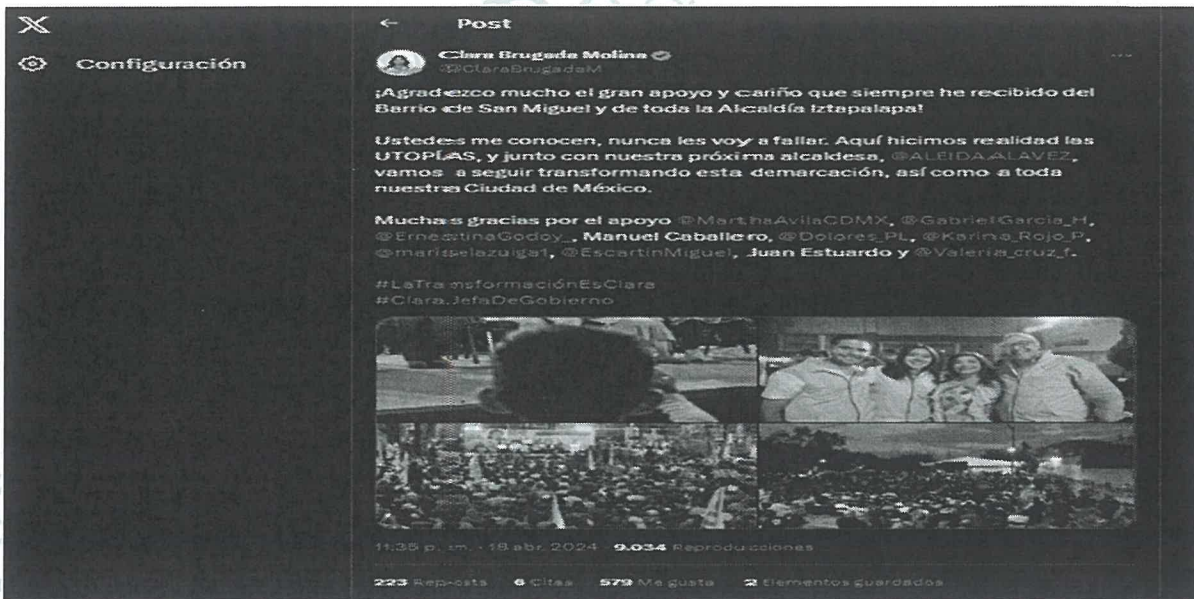 Post
Configuración
Clara Brugada Molina
@ClaraBrugadaM
¡Agradezco mucho el gran apoyo y cariño que siempre he recibido del
Barrio de San Miguel y de toda la Alcaldía Iztapalapa!
Ustedes me conocen, nunca les voy a fallar. Aquí hicimos realidad las
UTOPÍAS, y junto con nuestra próxima alcaldesa, @ALEIDAALAVEZ,
vamos a seguir transformando esta demarcación, así como a toda
nuestra Ciudad de México.
Muchas gracias por el apoyo @MarthaAvilaCDMX, @GabrielGarcia_H,
@ErnestinaGodoy_, Manuel Caballero, @Dolores_PL, @Karina_Rojo_P,
@EscartinMiguel, Juan Estuardo y @Valeria_cruz_f.
#LaTransformaciónEsClara
#ClaraJefaDeGobierno
11:35 p. m. · abr. 2024 · 9.034 Reproducciones
223 Reposts 6 Citas 579 Me gusta 2 Elementos guardados